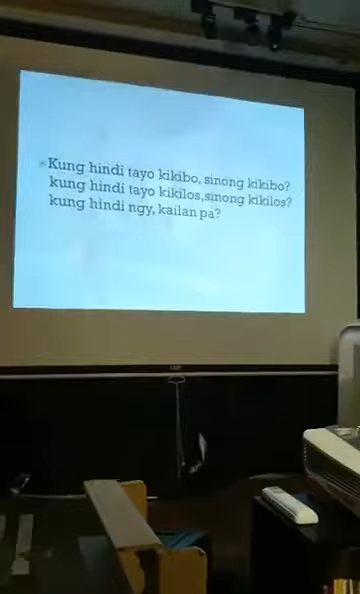 Kung hindi tayo kikibo, sinong kikibo?
kung hindi tayo kikilos,sinong kikilos?
kung hindi ngy, kailan pa?